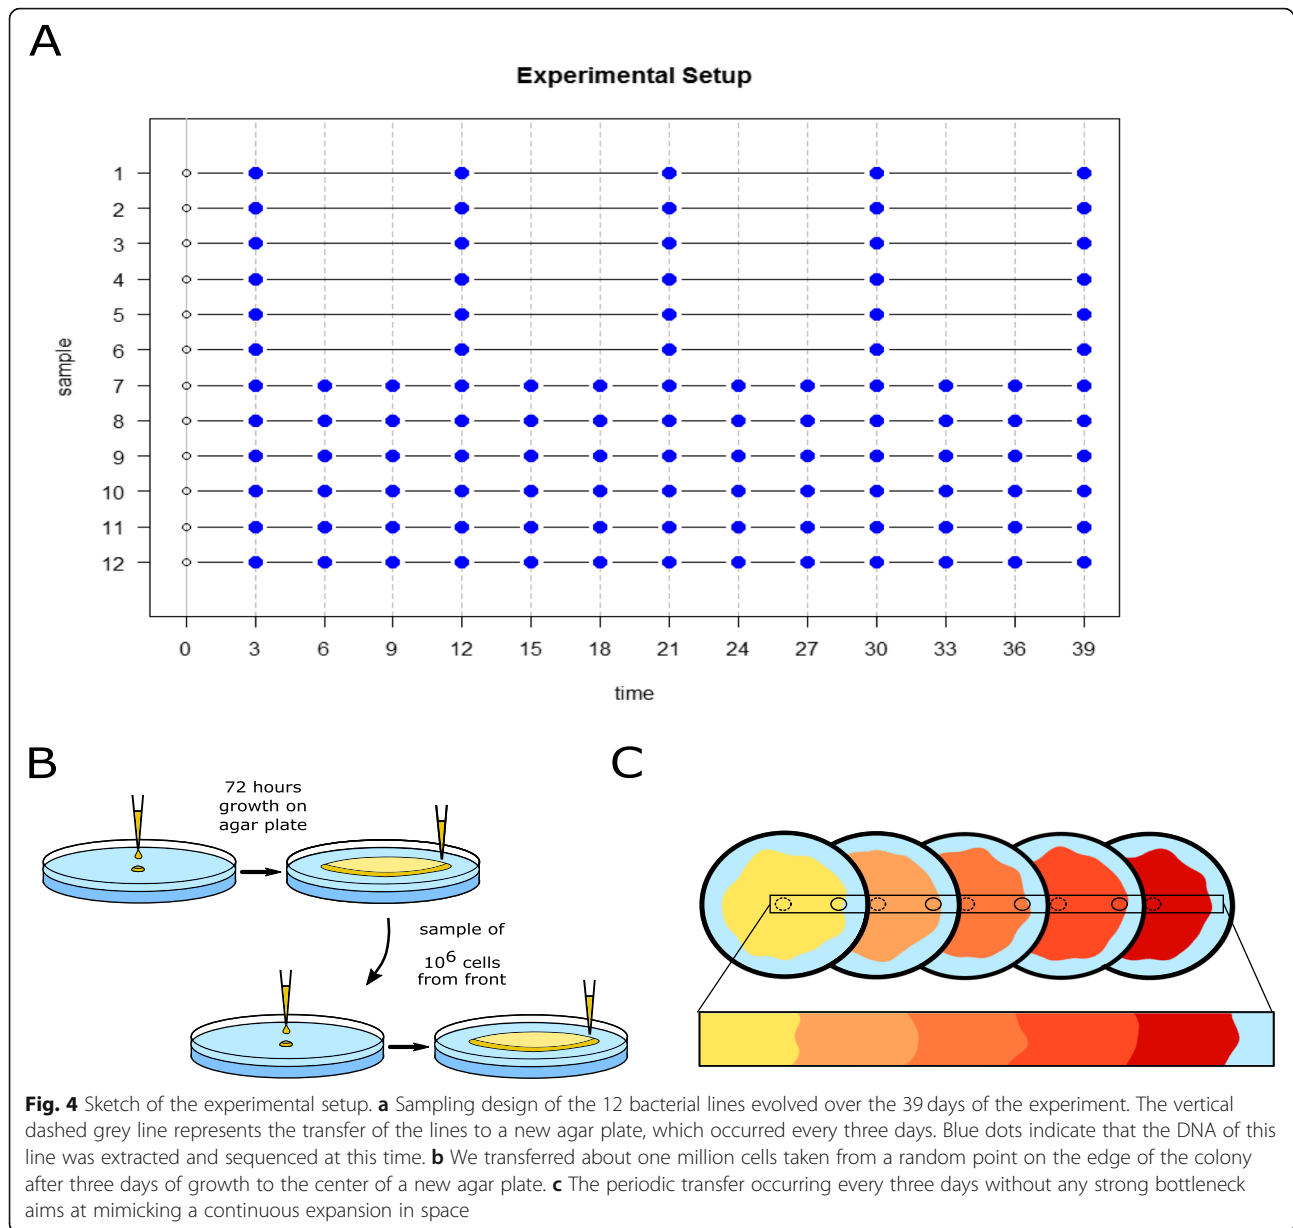 A
Experimental Setup
sample
1
2
3
4
5
6
7
8
9
10
11
12
0 3 6 9 12 15 18 21 24 27 30 33 36 39
time
B
72 hours
growth on
agar plate
sample of
10^6 cells
from front
C
Fig. 4 Sketch of the experimental setup. a Sampling design of the 12 bacterial lines evolved over the 39 days of the experiment. The vertical
dashed grey line represents the transfer of the lines to a new agar plate, which occurred every three days. Blue dots indicate that the DNA of this
line was extracted and sequenced at this time. b We transferred about one million cells taken from a random point on the edge of the colony
after three days of growth to the center of a new agar plate. c The periodic transfer occurring every three days without any strong bottleneck
aims at mimicking a continuous expansion in space